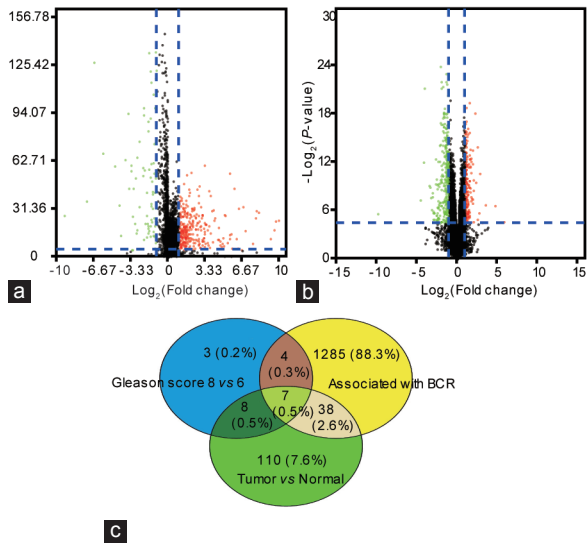 156.78
125.42
94.07
62.71
31.36
0
-10 -6.67 -3.33 0 3.33 6.67 10
Log2(Fold change)
a
30
24
18
12
6
0
-Log2(P-value)
-15 -10 -5 0 5 10 15
Log2(Fold change)
b
3 (0.2%)
4
(0.3%)
1285 (88.3%)
Gleason score 8 vs 6
Associated with BCR
7
(0.5%)
8
(0.5%)
38
(2.6%)
110 (7.6%)
Tumor vs Normal
c